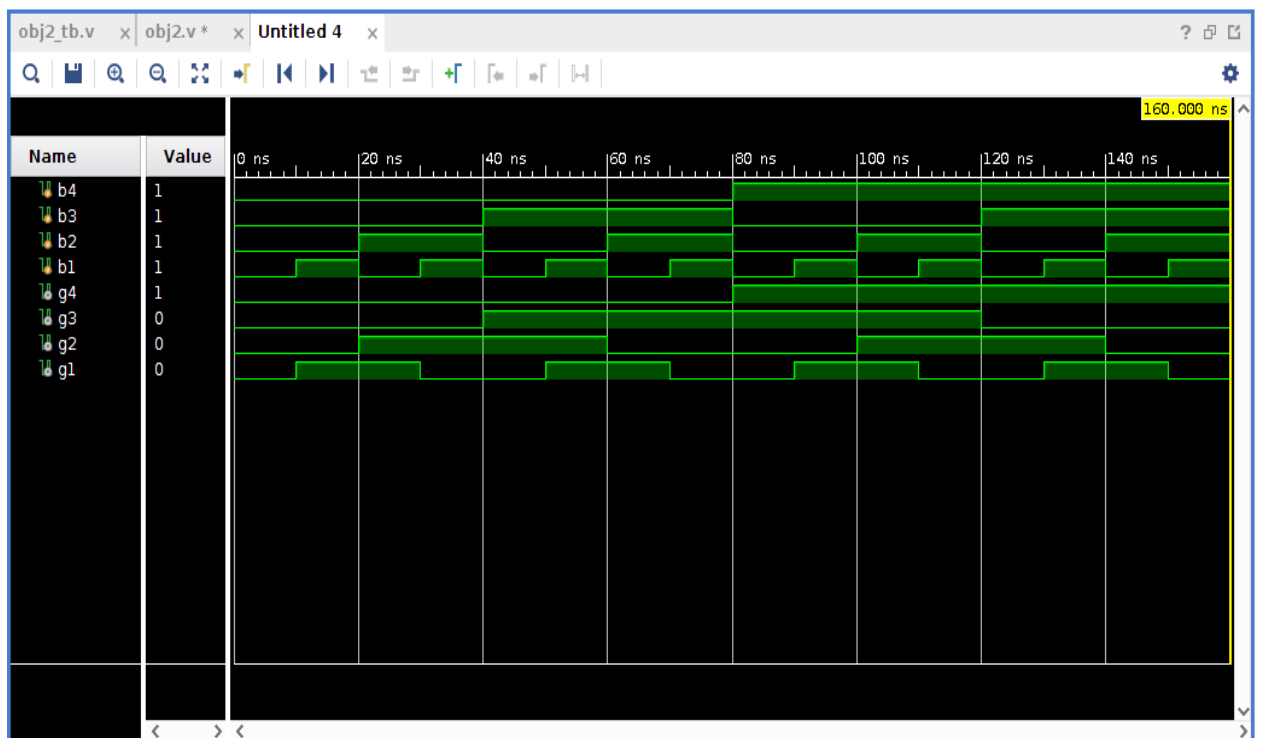 obj2_tb.v x obj2.v * x Untitled 4 x ?
160.000 ns
Name Value 0 ns 20 ns 40 ns 60 ns 80 ns 100 ns 120 ns 140 ns
b4 1
b3 1
b2 1
b1 1
g4 1
g3 0
g2 0
g1 0